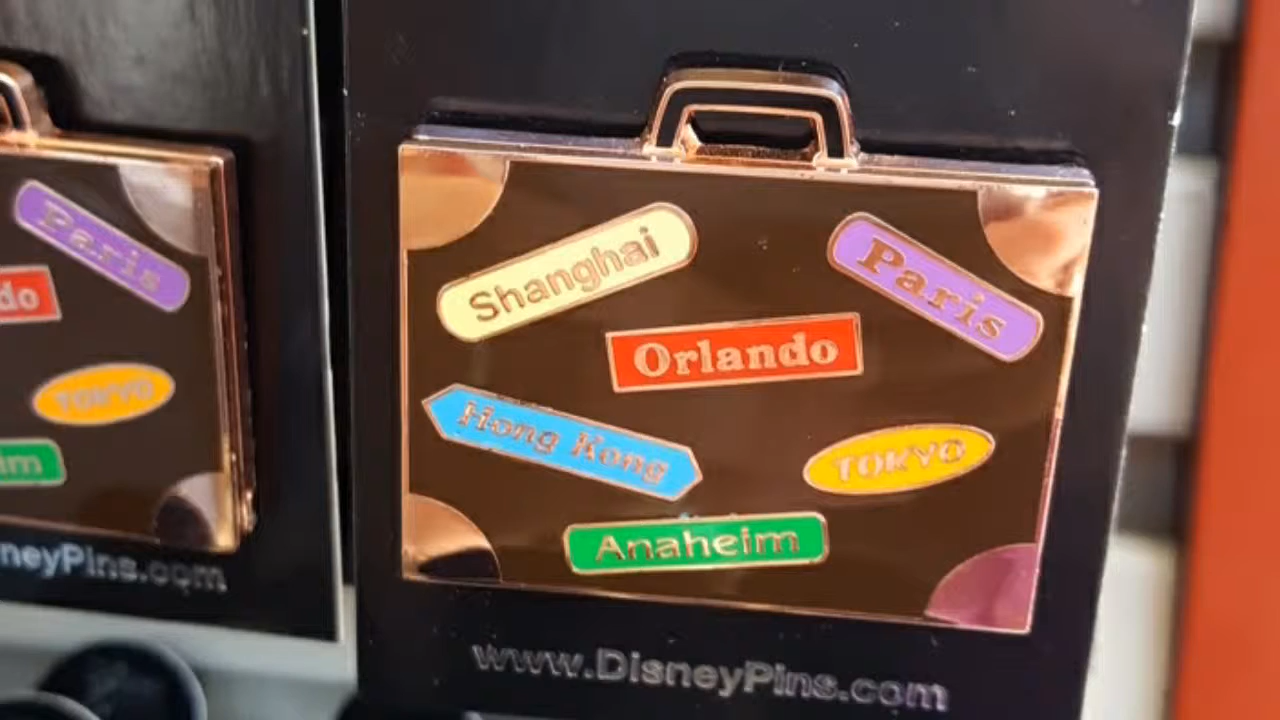 Shanghai
Paris
Orlando
Hong Kong
TOKYO
Anaheim
www.DisneyPins.com
Paris
do
TOKYO
im
neyPins.com